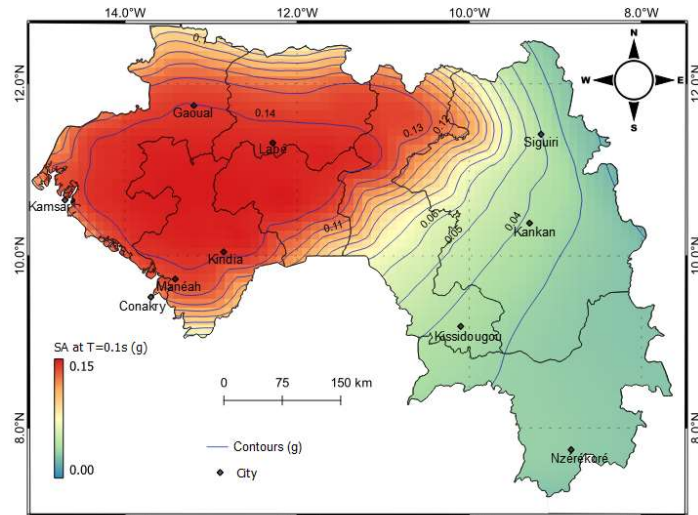 14.0°W 12.0°W 10.0°W 8.0°W
N
W E
S
12.0°N 12.0°N
Gaoual
0.14
0.13
0.12
Labé
Siguiri
Kamsar
0.11
0.06
0.05
0.04
Kankan
Kindia
10.0°N 10.0°N
Manéah
Conakry
Kissidougou
SA at T=0.1s (g)
0.15
0.00
0 75 150 km
Contours (g)
City
8.0°N 8.0°N
Nzérékoré